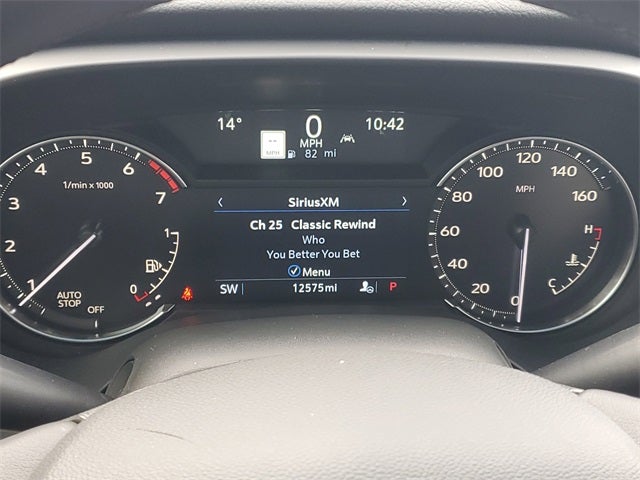 14° 0 10:42
-- MPH
MPH 82 mi
1 2 3 4 5 6 7
1/min x 1000
AUTO STOP
OFF
1
0
< SiriusXM >
Ch 25 Classic Rewind
Who
You Better You Bet
Menu
SW 12575mi P
0 20 40 60 80 100 120 140 160
MPH
H
C